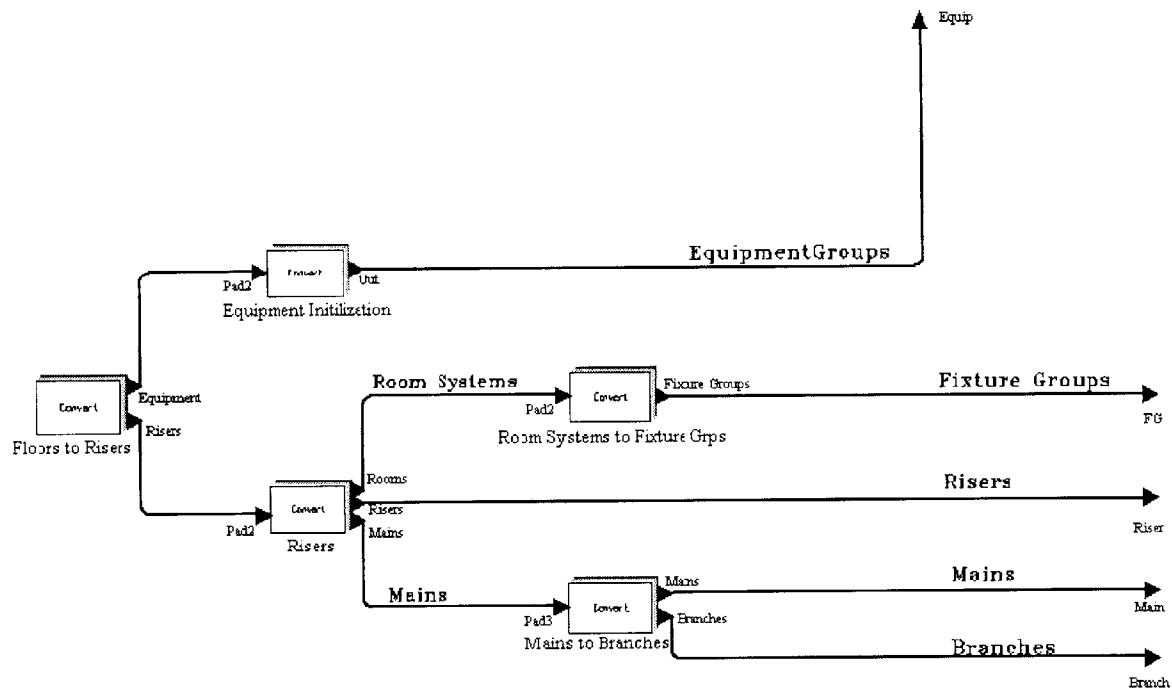 Equip
EquipmentGroups
Convert
Pad2
Out
Equipment Initilization
Room Systems
Fixture Groups
Fixture Groups
Convert
Equipment
Pad2
Convert
FG
Risers
Room Systems to Fixture Grps
Floors to Risers
Rooms
Risers
Convert
Risers
Pad2
Mains
Riser
Risers
Mains
Mains
Mains
Convert
Main
Pad3
Branches
Mains to Branches
Branches
Branch